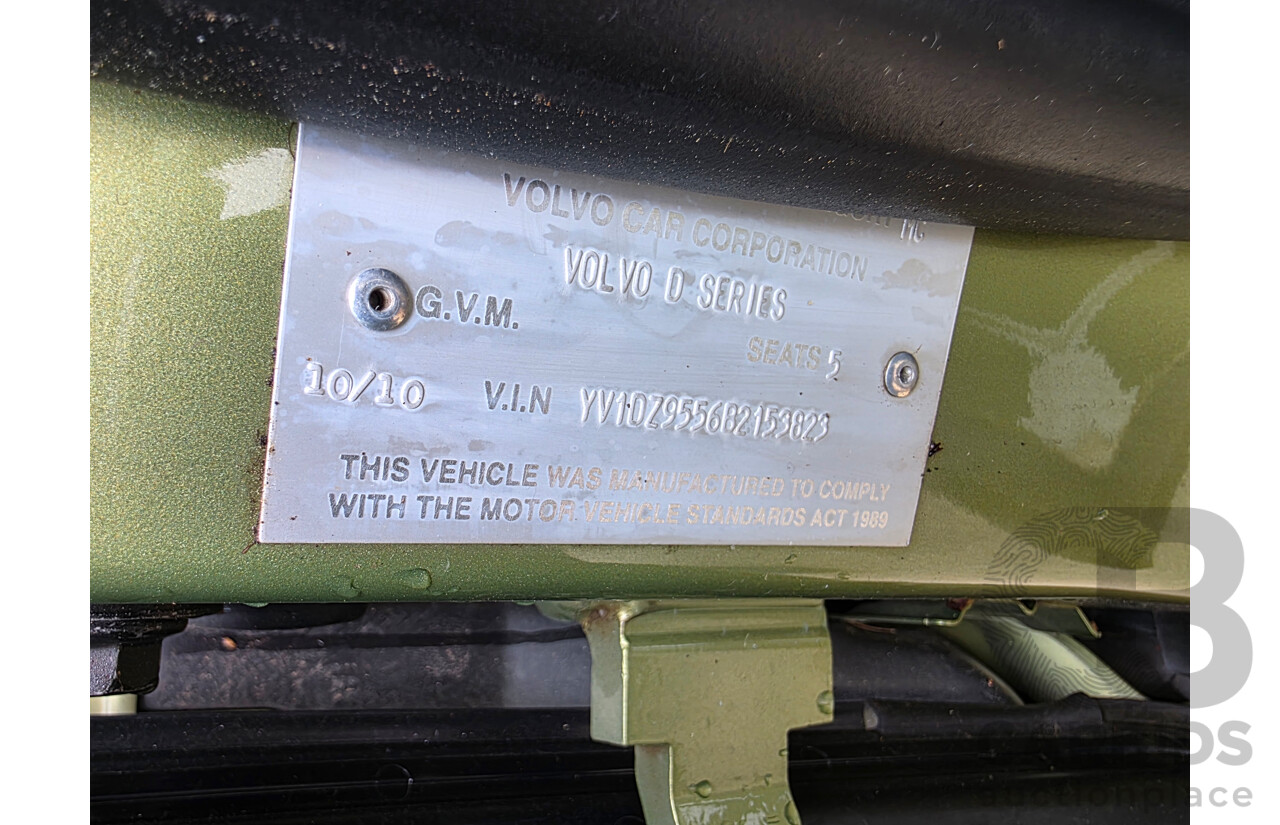 VOLVO CAR CORPORATION
VOLVO D SERIES
G.V.M.
SEATS 5
10/10 V.I.N YV1DZ9556B2153823
THIS VEHICLE WAS MANUFACTURED TO COMPLY
WITH THE MOTOR VEHICLE STANDARDS ACT 1989